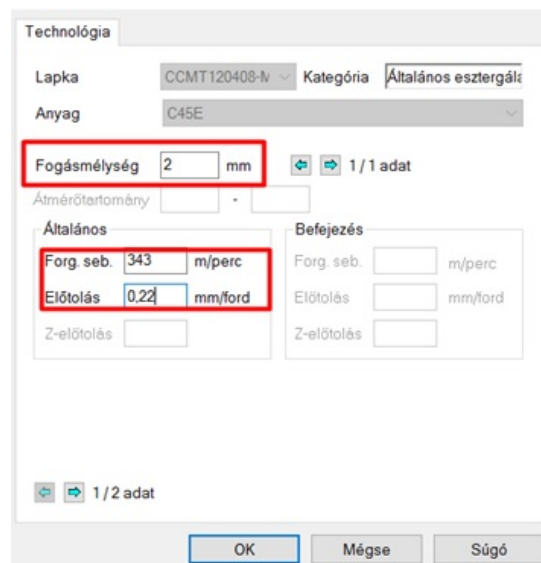 Technológia
Lapka CCMT120408-M Kategória Általános esztergála
Anyag C45E
Fogásmélység 2 mm 1 / 1 adat
Átmérőtartomány -
Általános Befejezés
Forg. seb. 343 m/perc Forg. seb. m/perc
Előtolás 0,22 mm/ford Előtolás mm/ford
Z-előtolás Z-előtolás
1 / 2 adat
OK Mégse Súgó